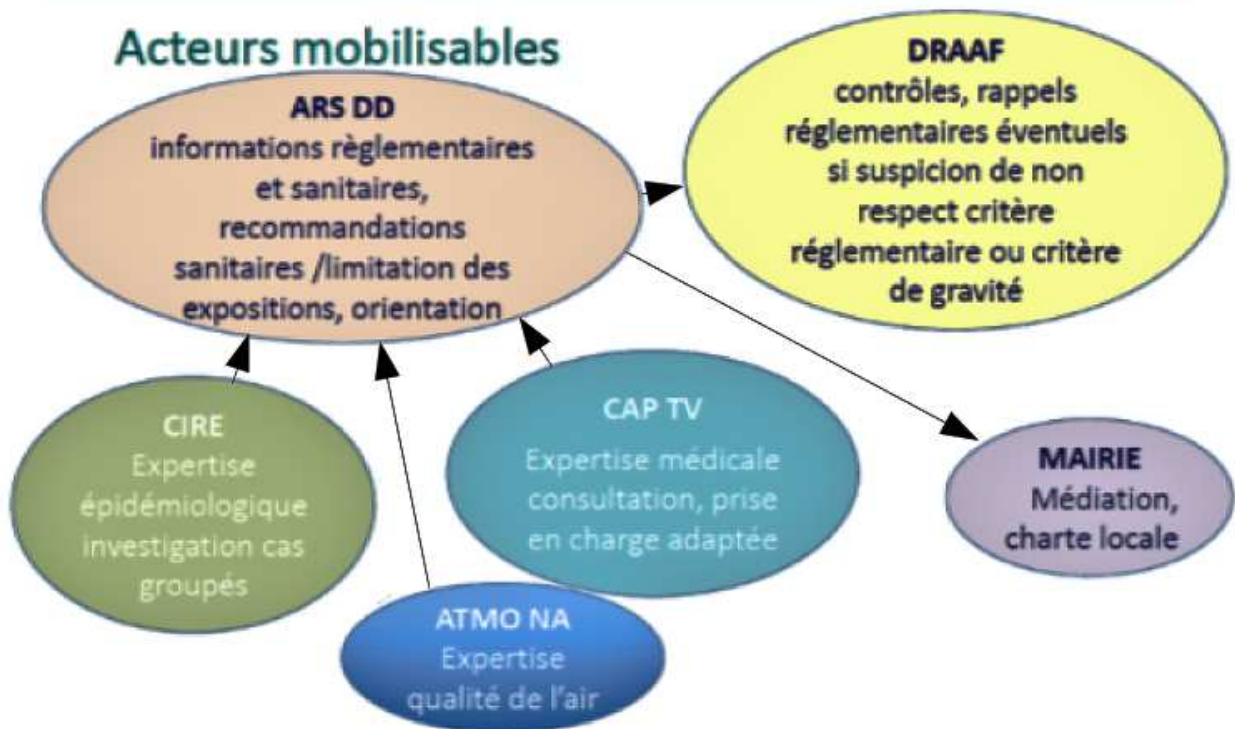 Acteurs mobilisables
ARS DD
informations règlementaires
et sanitaires,
recommandations
sanitaires /limitation des
expositions, orientation
DRAAF
contrôles, rappels
réglementaires éventuels
si suspicion de non
respect critère
réglementaire ou critère
de gravité
CIRE
Expertise
épidémiologique
investigation cas
groupés
CAP TV
Expertise médicale
consultation, prise
en charge adaptée
MAIRIE
Médiation,
charte locale
ATMO NA
Expertise
qualité de l'air